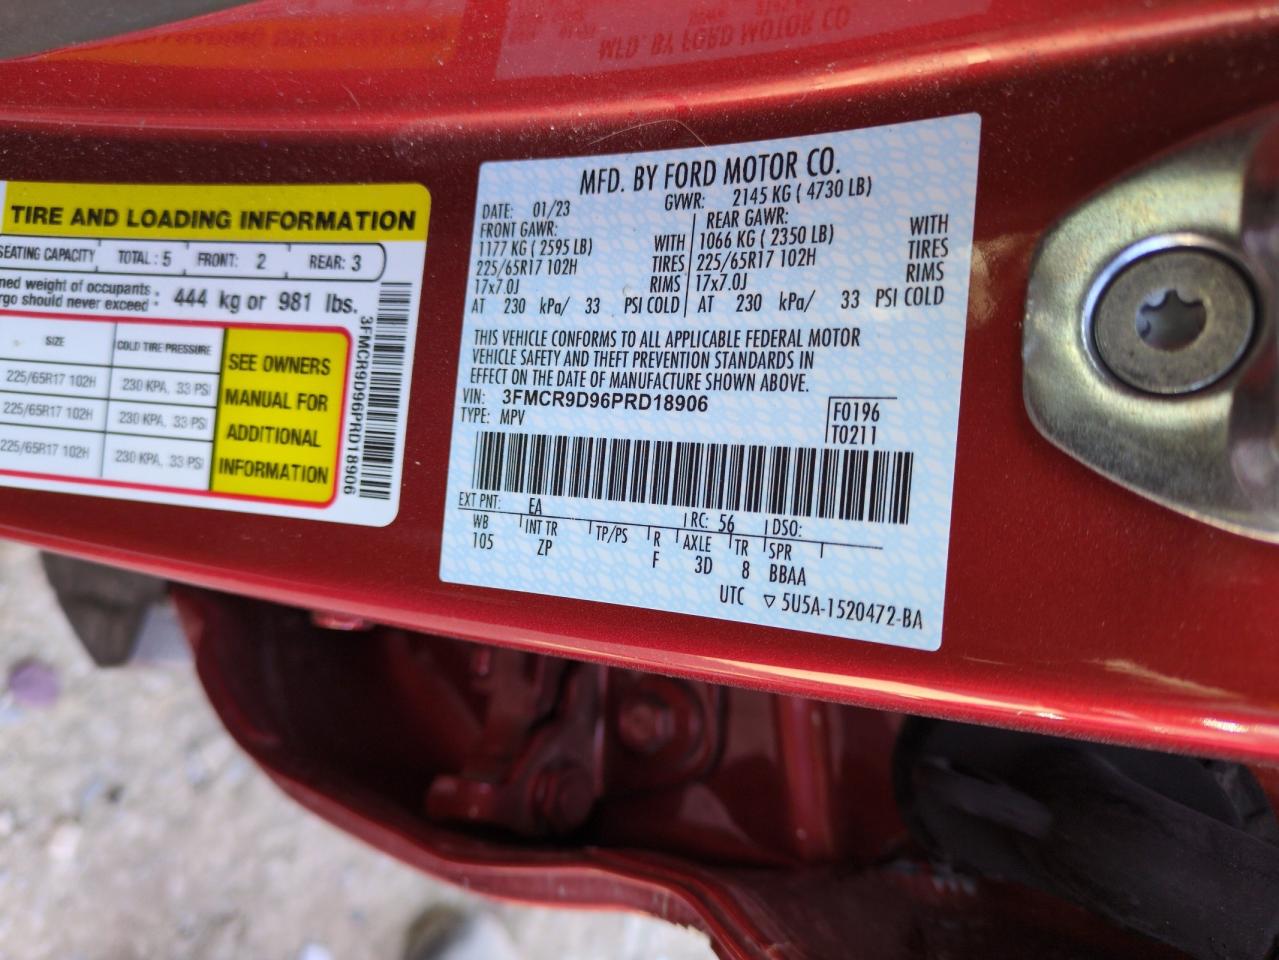 MFD. BY FORD MOTOR CO.
TIRE AND LOADING INFORMATION
SEATING CAPACITY TOTAL: 5 FRONT: 2 REAR: 3
weight of occupants
should never exceed : 444 kg or 981 lbs.
SIZE COLD TIRE PRESSURE
225/65R17 102H 230 KPA, 33 PSI
225/65R17 102H 230 KPA, 33 PSI
225/65R17 102H 230 KPA, 33 PSI
SEE OWNERS
MANUAL FOR
ADDITIONAL
INFORMATION
3FMCR9D96PRD18906
MFD. BY FORD MOTOR CO.
DATE: 01/23 GVWR: 2145 KG ( 4730 LB)
FRONT GAWR: REAR GAWR:
1177 KG ( 2595 LB) WITH 1066 KG ( 2350 LB) WITH
225/65R17 102H TIRES 225/65R17 102H TIRES
17x7.0J RIMS 17x7.0J RIMS
AT 230 kPa/ 33 PSI COLD AT 230 kPa/ 33 PSI COLD
THIS VEHICLE CONFORMS TO ALL APPLICABLE FEDERAL MOTOR
VEHICLE SAFETY AND THEFT PREVENTION STANDARDS IN
EFFECT ON THE DATE OF MANUFACTURE SHOWN ABOVE.
VIN: 3FMCR9D96PRD18906 F0196
TYPE: MPV T0211
EXT PNT: EA RC: 56 DSO:
WB INT TR TP/PS R AXLE TR SPR
105 ZP F 3D 8 BBAA
UTC ▽ 5U5A-1520472-BA